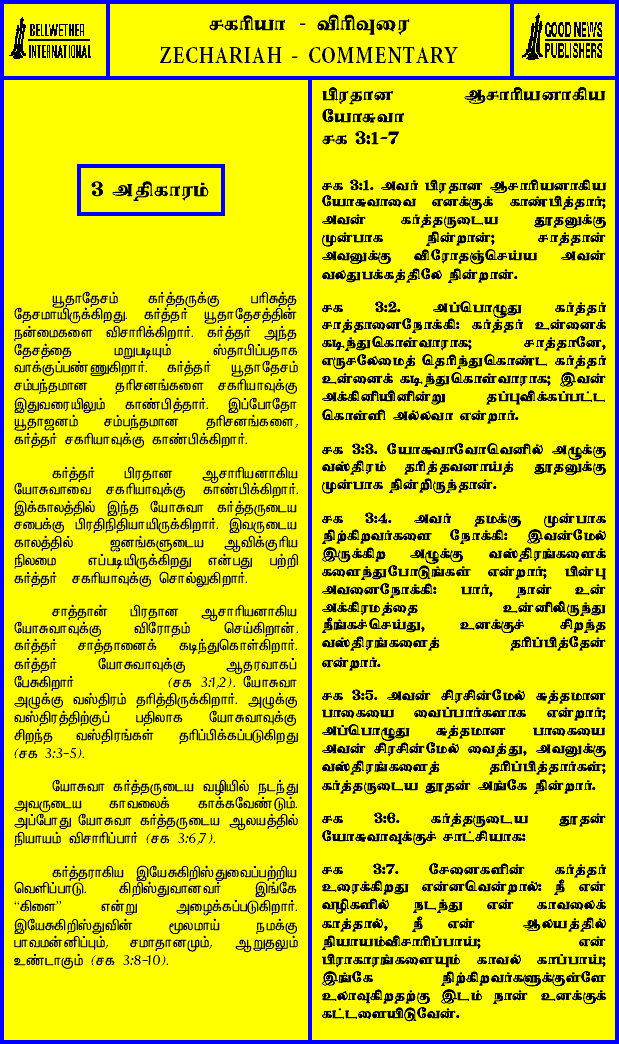 BELLWETHER
INTERNATIONAL
சகரியா - விரிவுரை
ZECHARIAH - COMMENTARY
GOOD NEWS
PUBLISHERS
3 அதிகாரம்
யூதாதேசம் கர்த்தருக்கு பரிசுத்த
தேசமாயிருக்கிறது. கர்த்தர் யூதாதேசத்தின்
நன்மைகளை விசாரிக்கிறார். கர்த்தர் அந்த
தேசத்தை மறுபடியும் ஸ்தாபிப்பதாக
வாக்குப்பண்ணுகிறார். கர்த்தர் யூதாதேசம்
சம்பந்தமான தரிசனங்களை சகரியாவுக்கு
இதுவரையிலும் காண்பித்தார். இப்போதோ
யூதாஜனம் சம்பந்தமான தரிசனங்களை,
கர்த்தர் சகரியாவுக்கு காண்பிக்கிறார்.
கர்த்தர் பிரதான ஆசாரியனாகிய
யோசுவாவை சகரியாவுக்கு காண்பிக்கிறார்.
இக்காலத்தில் இந்த யோசுவா கர்த்தருடைய
சபைக்கு பிரதிநிதியாயிருக்கிறார். இவருடைய
காலத்தில் ஜனங்களுடைய ஆவிக்குரிய
நிலமை எப்படியிருக்கிறது என்பது பற்றி
கர்த்தர் சகரியாவுக்கு சொல்லுகிறார்.
சாத்தான் பிரதான ஆசாரியனாகிய
யோசுவாவுக்கு விரோதம் செய்கிறான்.
கர்த்தர் சாத்தானைக் கடிந்துகொள்கிறார்.
கர்த்தர் யோசுவாவுக்கு ஆதரவாகப்
பேசுகிறார் (சக 3:1,2). யோசுவா
அழுக்கு வஸ்திரம் தரித்திருக்கிறார். அழுக்கு
வஸ்திரத்திற்குப் பதிலாக யோசுவாவுக்கு
சிறந்த வஸ்திரங்கள் தரிப்பிக்கப்படுகிறது
(சக 3:3-5).
யோசுவா கர்த்தருடைய வழியில் நடந்து
அவருடைய காவலைக் காக்கவேண்டும்.
அப்போது யோசுவா கர்த்தருடைய ஆலயத்தில்
நியாயம் விசாரிப்பார் (சக 3:6,7).
கர்த்தராகிய இயேசுகிறிஸ்துவைப்பற்றிய
வெளிப்பாடு. கிறிஸ்துவானவர் இங்கே
“கிளை” என்று அழைக்கப்படுகிறார்.
இயேசுகிறிஸ்துவின் மூலமாய் நமக்கு
பாவமன்னிப்பும், சமாதானமும், ஆறுதலும்
உண்டாகும் (சக 3:8-10).
பிரதான ஆசாரியனாகிய
யோசுவா
சக 3:1-7
சக 3:1. அவர் பிரதான ஆசாரியனாகிய
யோசுவாவை எனக்குக் காண்பித்தார்;
அவன் கர்த்தருடைய தூதனுக்கு
முன்பாக நின்றான்; சாத்தான்
அவனுக்கு விரோதஞ்செய்ய அவன்
வலதுபக்கத்திலே நின்றான்.
சக 3:2. அப்பொழுது கர்த்தர்
சாத்தானைநோக்கி: கர்த்தர் உன்னைக்
கடிந்துகொள்வாராக; சாத்தானே,
எருசலேமைத் தெரிந்துகொண்ட கர்த்தர்
உன்னைக் கடிந்துகொள்வாராக; இவன்
அக்கினியினின்று தப்புவிக்கப்பட்ட
கொள்ளி அல்லவா என்றார்.
சக 3:3. யோசுவாவோவெனில் அழுக்கு
வஸ்திரம் தரித்தவனாய்த் தூதனுக்கு
முன்பாக நின்றிருந்தான்.
சக 3:4. அவர் தமக்கு முன்பாக
நிற்கிறவர்களை நோக்கி: இவன்மேல்
இருக்கிற அழுக்கு வஸ்திரங்களைக்
களைந்துபோடுங்கள் என்றார்; பின்பு
அவனைநோக்கி: பார், நான் உன்
அக்கிரமத்தை உன்னிலிருந்து
நீங்கச்செய்து, உனக்குச் சிறந்த
வஸ்திரங்களைத் தரிப்பித்தேன்
என்றார்.
சக 3:5. அவன் சிரசின்மேல் சுத்தமான
பாகையை வைப்பார்களாக என்றார்;
அப்பொழுது சுத்தமான பாகையை
அவன் சிரசின்மேல் வைத்து, அவனுக்கு
வஸ்திரங்களைத் தரிப்பித்தார்கள்;
கர்த்தருடைய தூதன் அங்கே நின்றார்.
சக 3:6. கர்த்தருடைய தூதன்
யோசுவாவுக்குச் சாட்சியாக:
சக 3:7. சேனைகளின் கர்த்தர்
உரைக்கிறது என்னவென்றால்: நீ என்
வழிகளில் நடந்து என் காவலைக்
காத்தால், நீ என் ஆலயத்தில்
நியாயம்விசாரிப்பாய்; என்
பிராகாரங்களையும் காவல் காப்பாய்;
இங்கே நிற்கிறவர்களுக்குள்ளே
உலாவுகிறதற்கு இடம் நான் உனக்குக்
கட்டளையிடுவேன்.